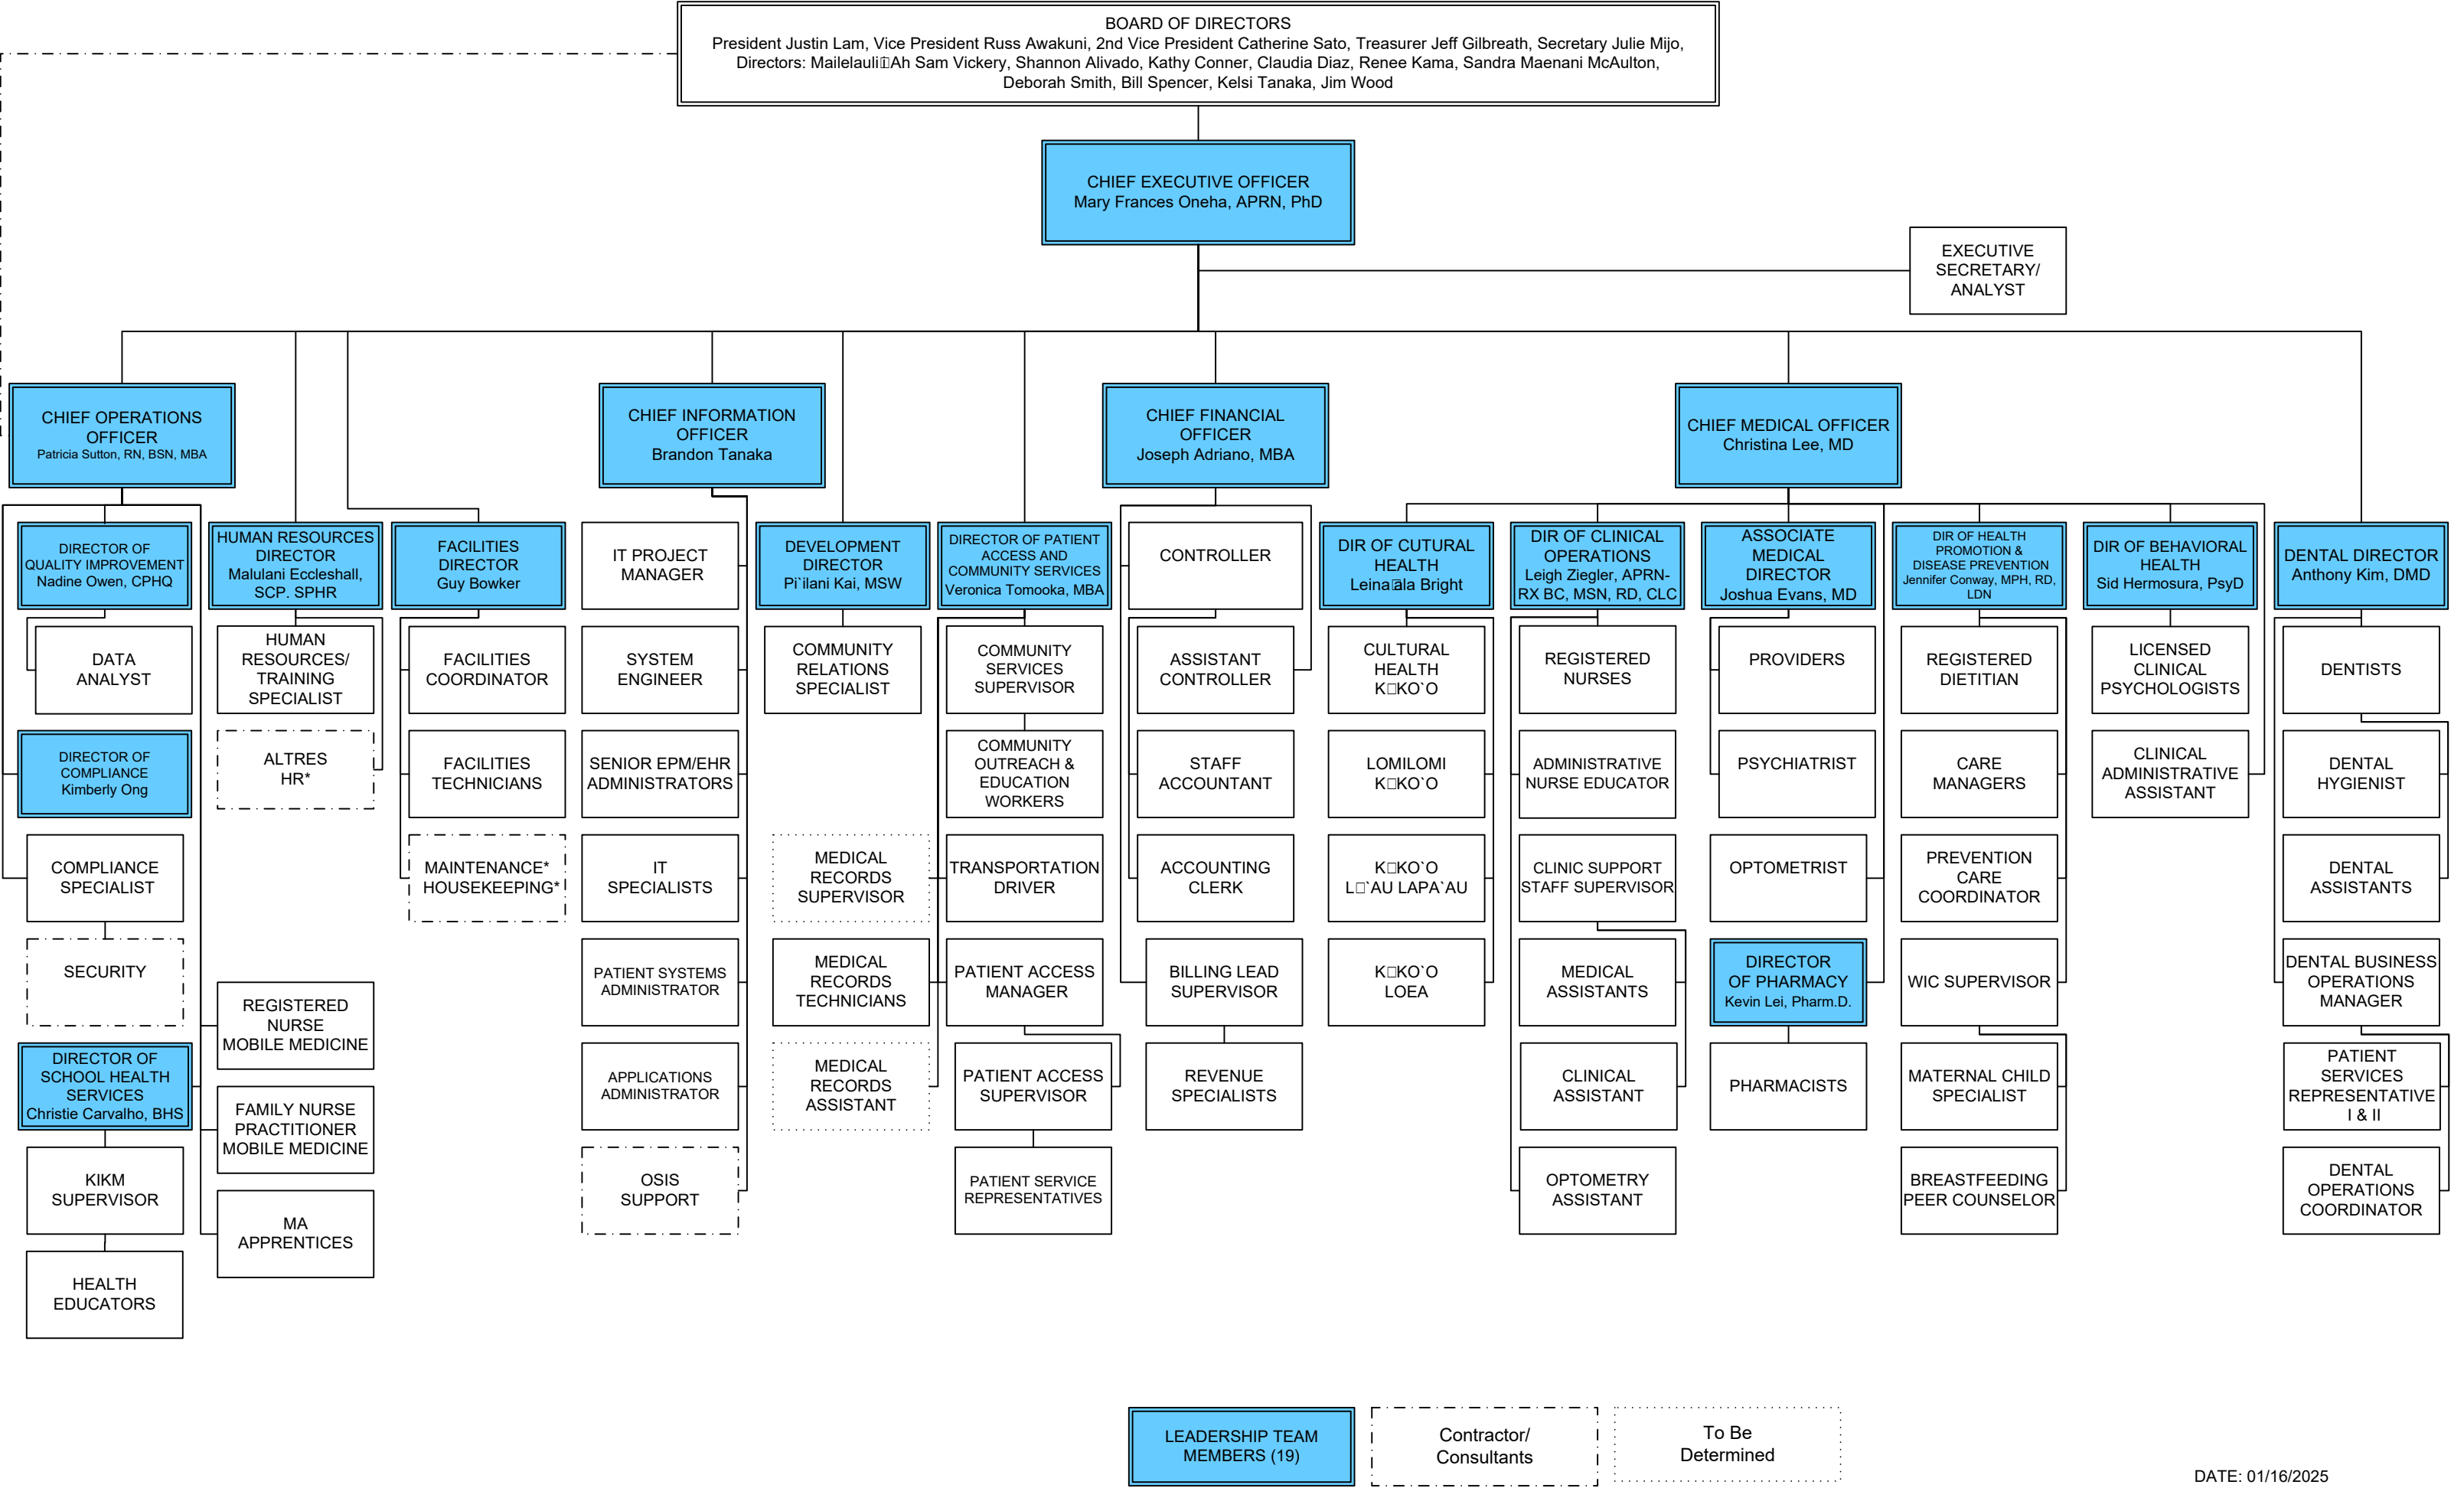 BOARD OF DIRECTORS
President Justin Lam, Vice President Russ Awakuni, 2nd Vice President Catherine Sato, Treasurer Jeff Gilbreath, Secretary Julie Mijo,
Directors: Mailelauli▯Ah Sam Vickery, Shannon Alivado, Kathy Conner, Claudia Diaz, Renee Kama, Sandra Maenani McAulton,
Deborah Smith, Bill Spencer, Kelsi Tanaka, Jim Wood
CHIEF EXECUTIVE OFFICER
Mary Frances Oneha, APRN, PhD
EXECUTIVE
SECRETARY/
ANALYST
CHIEF OPERATIONS
OFFICER
Patricia Sutton, RN, BSN, MBA
CHIEF INFORMATION
OFFICER
Brandon Tanaka
CHIEF FINANCIAL
OFFICER
Joseph Adriano, MBA
CHIEF MEDICAL OFFICER
Christina Lee, MD
DIRECTOR OF
QUALITY IMPROVEMENT
Nadine Owen, CPHQ
HUMAN RESOURCES
DIRECTOR
Malulani Eccleshall,
SCP. SPHR
FACILITIES
DIRECTOR
Guy Bowker
IT PROJECT
MANAGER
DEVELOPMENT
DIRECTOR
Pi`ilani Kai, MSW
DIRECTOR OF PATIENT
ACCESS AND
COMMUNITY SERVICES
Veronica Tomooka, MBA
CONTROLLER
DIR OF CUTURAL
HEALTH
Leina▯ala Bright
DIR OF CLINICAL
OPERATIONS
Leigh Ziegler, APRN-
RX BC, MSN, RD, CLC
ASSOCIATE
MEDICAL
DIRECTOR
Joshua Evans, MD
DIR OF HEALTH
PROMOTION &
DISEASE PREVENTION
Jennifer Conway, MPH, RD,
LDN
DIR OF BEHAVIORAL
HEALTH
Sid Hermosura, PsyD
DENTAL DIRECTOR
Anthony Kim, DMD
DATA
ANALYST
HUMAN
RESOURCES/
TRAINING
SPECIALIST
FACILITIES
COORDINATOR
SYSTEM
ENGINEER
COMMUNITY
RELATIONS
SPECIALIST
COMMUNITY
SERVICES
SUPERVISOR
ASSISTANT
CONTROLLER
CULTURAL
HEALTH
K▯KO`O
REGISTERED
NURSES
PROVIDERS
REGISTERED
DIETITIAN
LICENSED
CLINICAL
PSYCHOLOGISTS
DENTISTS
DIRECTOR OF
COMPLIANCE
Kimberly Ong
ALTRES
HR*
FACILITIES
TECHNICIANS
SENIOR EPM/EHR
ADMINISTRATORS
COMMUNITY
OUTREACH &
EDUCATION
WORKERS
STAFF
ACCOUNTANT
LOMILOMI
K▯KO`O
ADMINISTRATIVE
NURSE EDUCATOR
PSYCHIATRIST
CARE
MANAGERS
CLINICAL
ADMINISTRATIVE
ASSISTANT
DENTAL
HYGIENIST
COMPLIANCE
SPECIALIST
MAINTENANCE*
HOUSEKEEPING*
IT
SPECIALISTS
MEDICAL
RECORDS
SUPERVISOR
TRANSPORTATION
DRIVER
ACCOUNTING
CLERK
K▯KO`O
L▯`AU LAPA`AU
CLINIC SUPPORT
STAFF SUPERVISOR
OPTOMETRIST
PREVENTION
CARE
COORDINATOR
DENTAL
ASSISTANTS
SECURITY
REGISTERED
NURSE
MOBILE MEDICINE
PATIENT SYSTEMS
ADMINISTRATOR
MEDICAL
RECORDS
TECHNICIANS
PATIENT ACCESS
MANAGER
BILLING LEAD
SUPERVISOR
K▯KO`O
LOEA
MEDICAL
ASSISTANTS
DIRECTOR
OF PHARMACY
Kevin Lei, Pharm.D.
WIC SUPERVISOR
DENTAL BUSINESS
OPERATIONS
MANAGER
DIRECTOR OF
SCHOOL HEALTH
SERVICES
Christie Carvalho, BHS
FAMILY NURSE
PRACTITIONER
MOBILE MEDICINE
APPLICATIONS
ADMINISTRATOR
MEDICAL
RECORDS
ASSISTANT
PATIENT ACCESS
SUPERVISOR
REVENUE
SPECIALISTS
CLINICAL
ASSISTANT
PHARMACISTS
MATERNAL CHILD
SPECIALIST
PATIENT
SERVICES
REPRESENTATIVE
I & II
KIKM
SUPERVISOR
MA
APPRENTICES
OSIS
SUPPORT
PATIENT SERVICE
REPRESENTATIVES
OPTOMETRY
ASSISTANT
BREASTFEEDING
PEER COUNSELOR
DENTAL
OPERATIONS
COORDINATOR
HEALTH
EDUCATORS
LEADERSHIP TEAM
MEMBERS (19)
Contractor/
Consultants
To Be
Determined
DATE: 01/16/2025